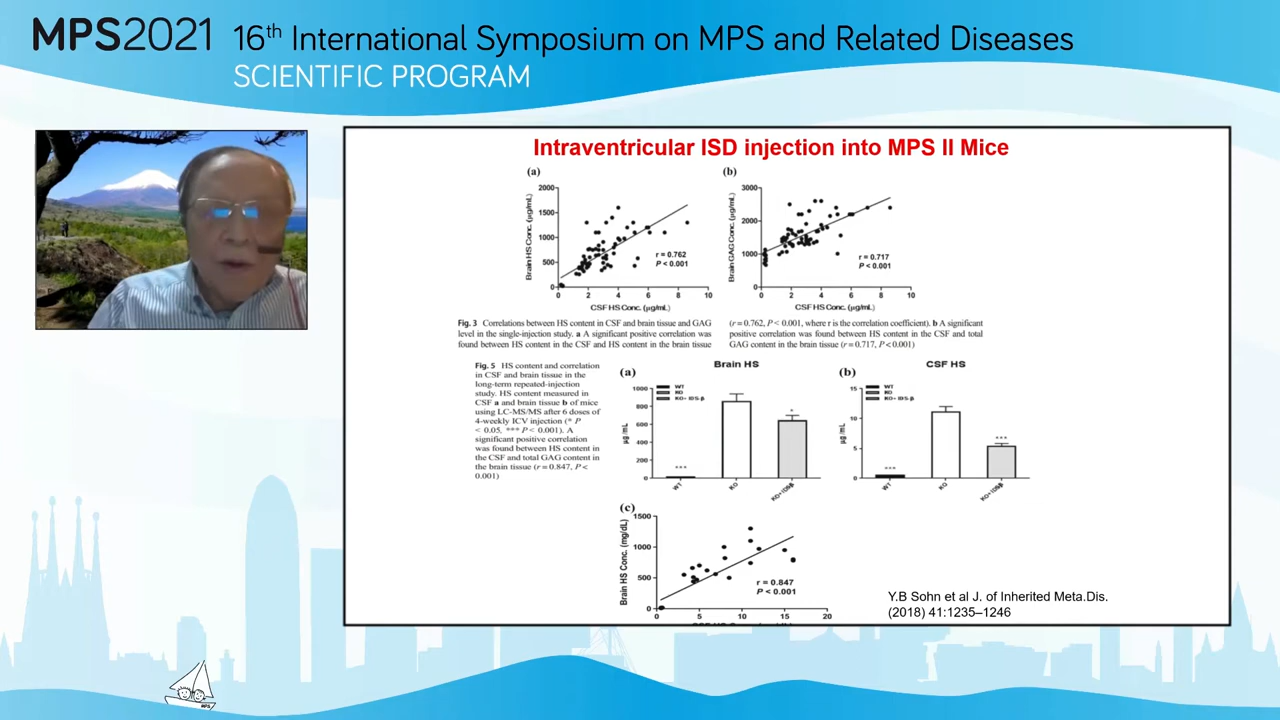 MPS2021 16th International Symposium on MPS and Related Diseases
SCIENTIFIC PROGRAM
Intraventricular ISD injection into MPS II Mice
(a)
2000
1500
1000
500
0
Brain HS Conc. (µg/mL)
r = 0.762
P < 0.001
0 2 4 6 8 10
CSF HS Conc. (µg/mL)
(b)
3000
2000
1000
0
Brain GAG Conc. (µg/mL)
r = 0.717
P < 0.001
0 2 4 6 8 10
CSF HS Conc. (µg/mL)
Fig. 3 Correlations between HS content in CSF and brain tissue and GAG
level in the single-injection study. a A significant positive correlation was
found between HS content in the CSF and HS content in the brain tissue
(r = 0.762, P < 0.001, where r is the correlation coefficient). b A significant
positive correlation was found between HS content in the CSF and total
GAG content in the brain tissue (r = 0.717, P < 0.001)
Fig. 5 HS content and correlation
in CSF and brain tissue in the
long-term repeated-injection
study. HS content measured in
CSF a and brain tissue b of mice
using LC-MS/MS after 6 doses of
4-weekly ICV injection (* P
< 0.05, *** P < 0.001). A
significant positive correlation
was found between HS content in
the CSF and total GAG content in
the brain tissue (r = 0.847, P <
0.001)
(a)
Brain HS
WT
KO
KO+ IDS-β
1000
800
600
400
200
0
µg /mL
***
*
WT
KO
KO+IDSβ
(b)
CSF HS
WT
KO
KO+ IDS-β
15
10
5
0
µg /mL
***
***
WT
KO
KO+IDSβ
(c)
1500
1000
500
0
Brain HS Conc. (mg/dL)
r = 0.847
P < 0.001
0 5 10 15 20
Y.B Sohn et al J. of Inherited Meta.Dis.
(2018) 41:1235–1246
MPS